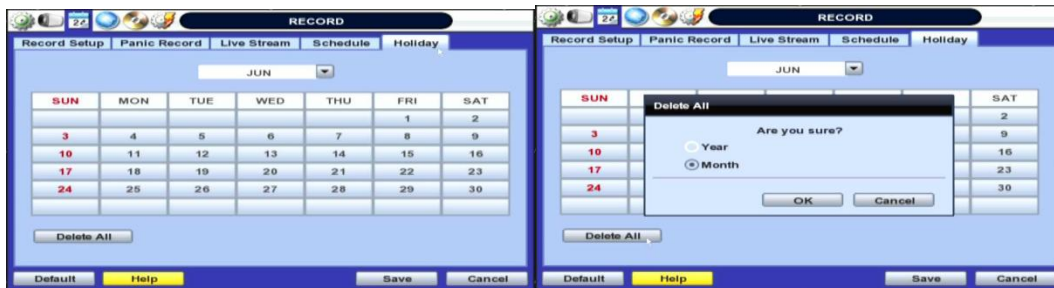 RECORD
Record Setup Panic Record Live Stream Schedule Holiday
JUN
SUN MON TUE WED THU FRI SAT
1 2
3 4 5 6 7 8 9
10 11 12 13 14 15 16
17 18 19 20 21 22 23
24 25 26 27 28 29 30
Delete All
Default Help Save Cancel
RECORD
Record Setup Panic Record Live Stream Schedule Holiday
JUN
SUN SAT
2
3 9
10 16
17 23
24 30
Delete All
Are you sure?
Year
Month
OK Cancel
Delete All
Default Help Save Cancel